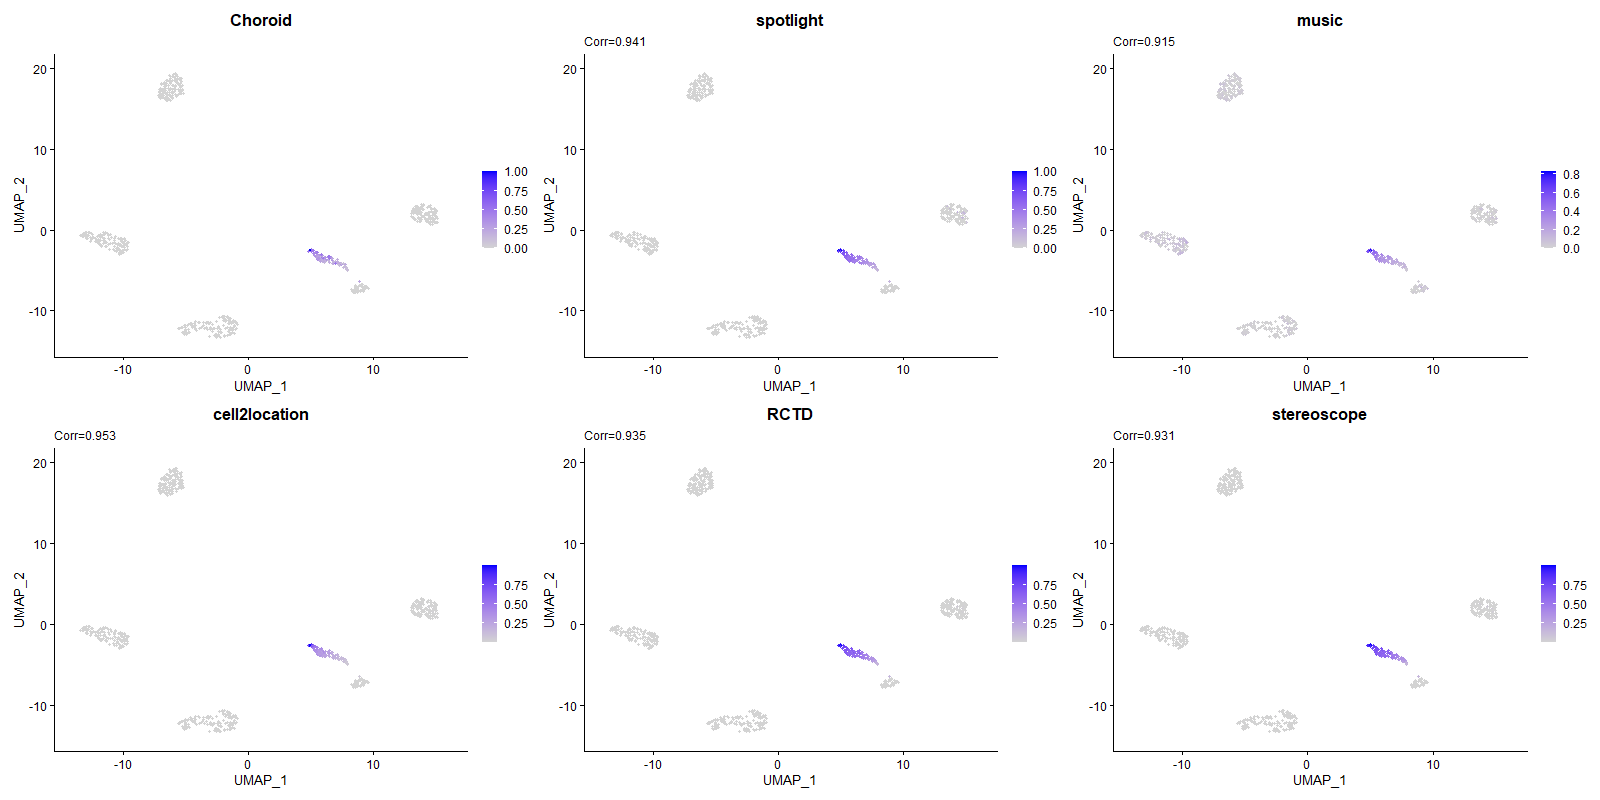 Choroid
20
10
0
-10
-10
0
10
UMAP_1
UMAP_2
1.00
0.75
0.50
0.25
0.00
spotlight
Corr=0.941
20
10
0
-10
-10
0
10
UMAP_1
UMAP_2
1.00
0.75
0.50
0.25
0.00
music
Corr=0.915
20
10
0
-10
-10
0
10
UMAP_1
UMAP_2
0.8
0.6
0.4
0.2
0.0
cell2location
Corr=0.953
20
10
0
-10
-10
0
10
UMAP_1
UMAP_2
0.75
0.50
0.25
RCTD
Corr=0.935
20
10
0
-10
-10
0
10
UMAP_1
UMAP_2
0.75
0.50
0.25
stereoscope
Corr=0.931
20
10
0
-10
-10
0
10
UMAP_1
UMAP_2
0.75
0.50
0.25